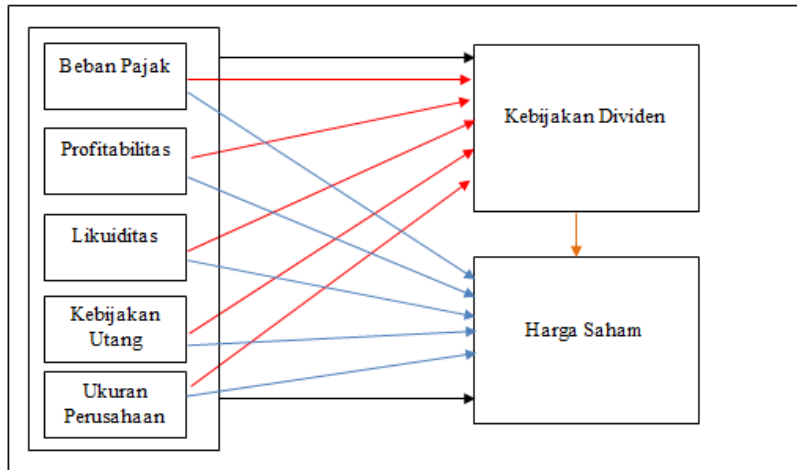 Beban Pajak
Profitabilitas
Likuiditas
Kebijakan
Utang
Ukuran
Perusahaan
Kebijakan Dividen
Harga Saham